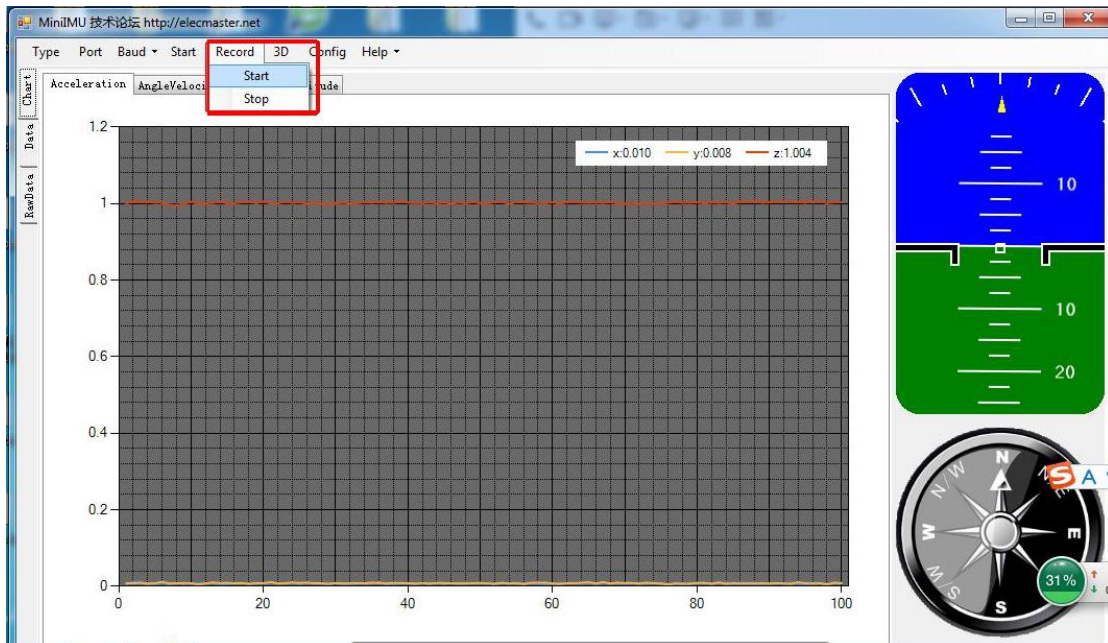 MiniIMU 技术论坛 http://elecmaster.net
Type Port Baud Start Record 3D Config Help
Start
Stop
Chart
Data
RawData
Acceleration
1.2
1
0.8
0.6
0.4
0.2
0
0 20 40 60 80 100
x:0.010 y:0.008 z:1.004
10
10
20
N
N/E
E
S
W/S
W
N/W
S A
31%